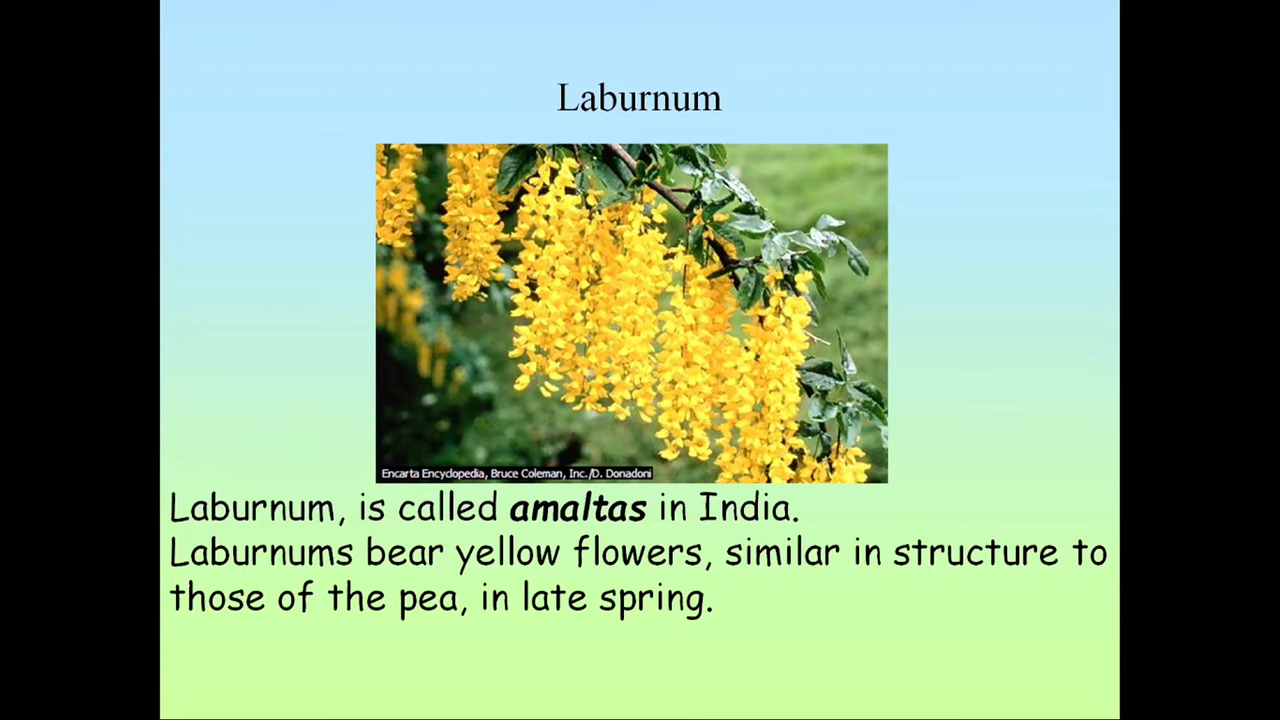 Laburnum
Encarta Encyclopedia, Bruce Coleman, Inc./D. Donadoni
Laburnum, is called amaltas in India.
Laburnums bear yellow flowers, similar in structure to
those of the pea, in late spring.